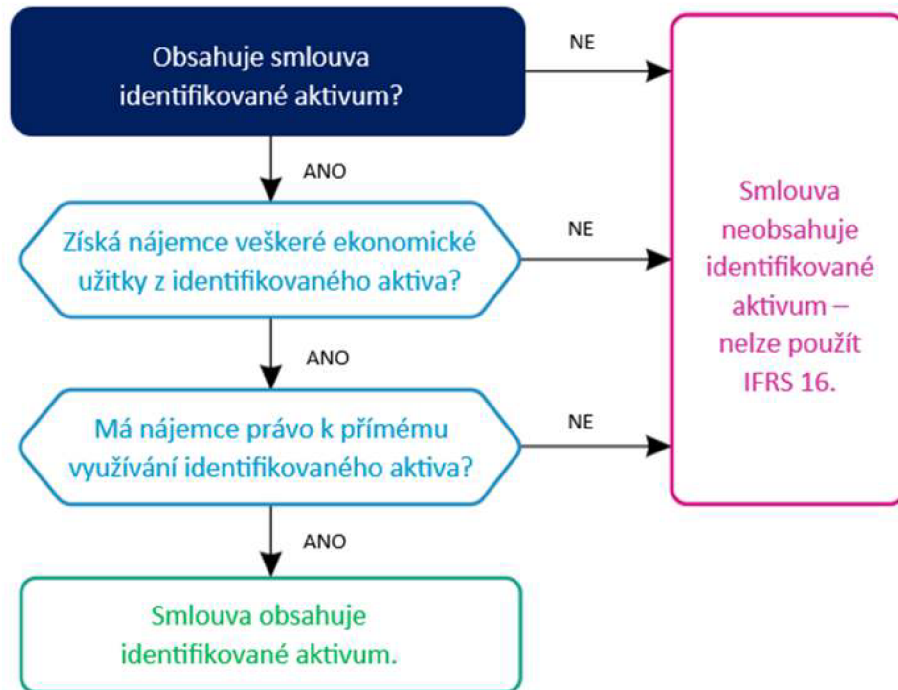 Obsahuje smlouva
identifikované aktivum?
NE
ANO
Získá nájemce veškeré ekonomické
užitky z identifikovaného aktiva?
NE
ANO
Má nájemce právo k přímému
využívání identifikovaného aktiva?
NE
ANO
Smlouva obsahuje
identifikované aktivum.
Smlouva
neobsahuje
identifikované
aktivum –
nelze použít
IFRS 16.